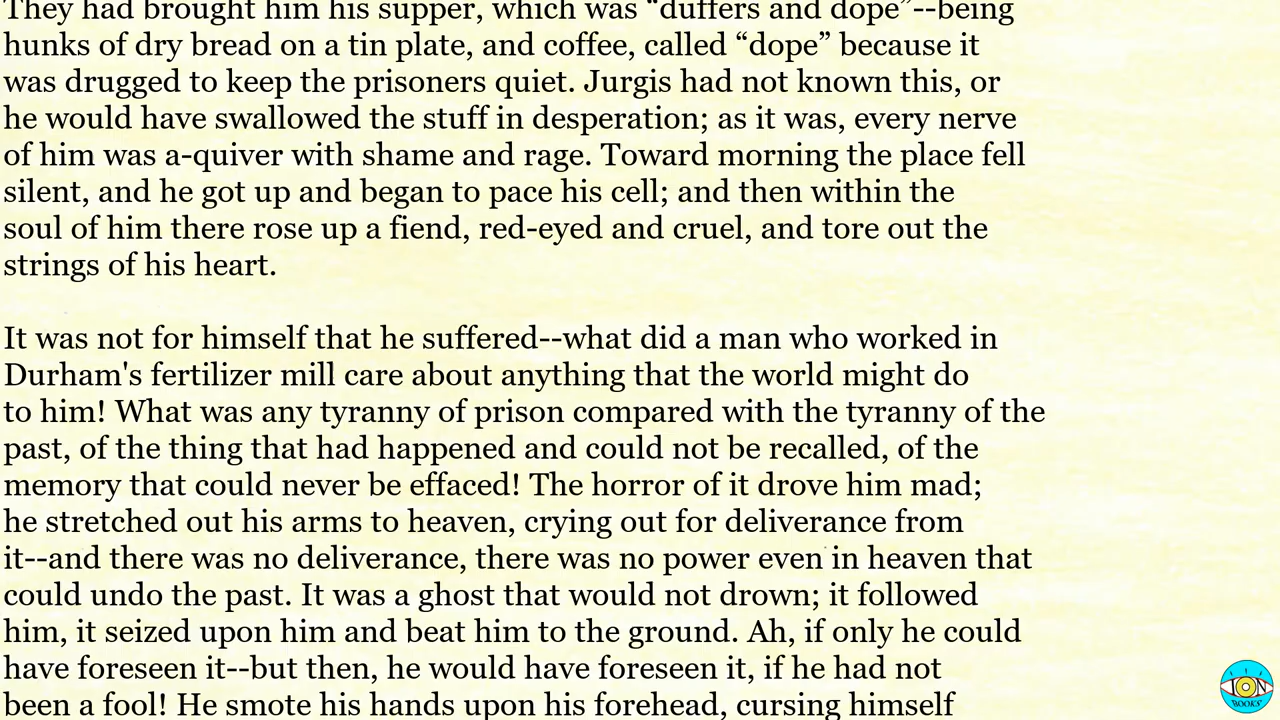 They had brought him his supper, which was “duffers and dope”--being
hunks of dry bread on a tin plate, and coffee, called “dope” because it
was drugged to keep the prisoners quiet. Jurgis had not known this, or
he would have swallowed the stuff in desperation; as it was, every nerve
of him was a-quiver with shame and rage. Toward morning the place fell
silent, and he got up and began to pace his cell; and then within the
soul of him there rose up a fiend, red-eyed and cruel, and tore out the
strings of his heart.
It was not for himself that he suffered--what did a man who worked in
Durham's fertilizer mill care about anything that the world might do
to him! What was any tyranny of prison compared with the tyranny of the
past, of the thing that had happened and could not be recalled, of the
memory that could never be effaced! The horror of it drove him mad;
he stretched out his arms to heaven, crying out for deliverance from
it--and there was no deliverance, there was no power even in heaven that
could undo the past. It was a ghost that would not drown; it followed
him, it seized upon him and beat him to the ground. Ah, if only he could
have foreseen it--but then, he would have foreseen it, if he had not
been a fool! He smote his hands upon his forehead, cursing himself
ION
BOOKS